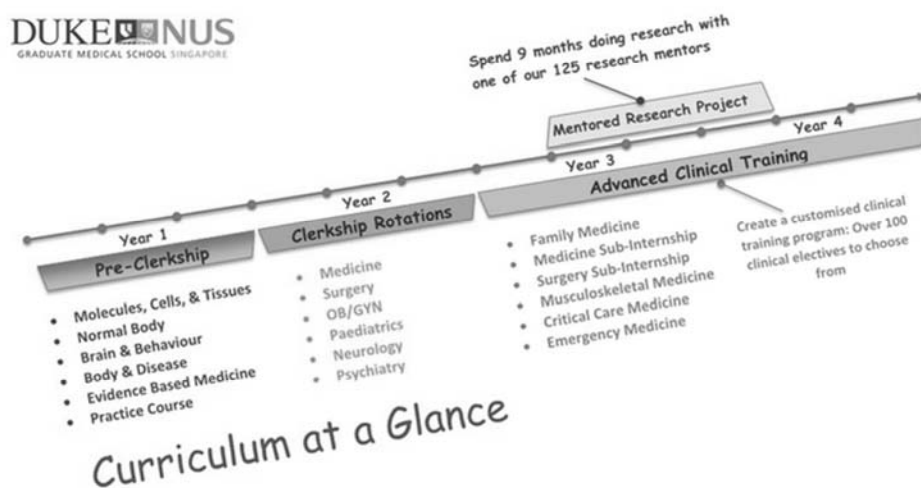 DUKE NUS
GRADUATE MEDICAL SCHOOL SINGAPORE
Spend 9 months doing research with
one of our 125 research mentors
Mentored Research Project
Year 1
Year 2
Year 3
Year 4
Pre-Clerkship
Clerkship Rotations
Advanced Clinical Training
• Molecules, Cells, & Tissues
• Normal Body
• Brain & Behaviour
• Body & Disease
• Evidence Based Medicine
• Practice Course
• Medicine
• Surgery
• OB/GYN
• Paediatrics
• Neurology
• Psychiatry
• Family Medicine
• Medicine Sub-Internship
• Surgery Sub-Internship
• Musculoskeletal Medicine
• Critical Care Medicine
• Emergency Medicine
Create a customised clinical
training program: Over 100
clinical electives to choose
from
Curriculum at a Glance